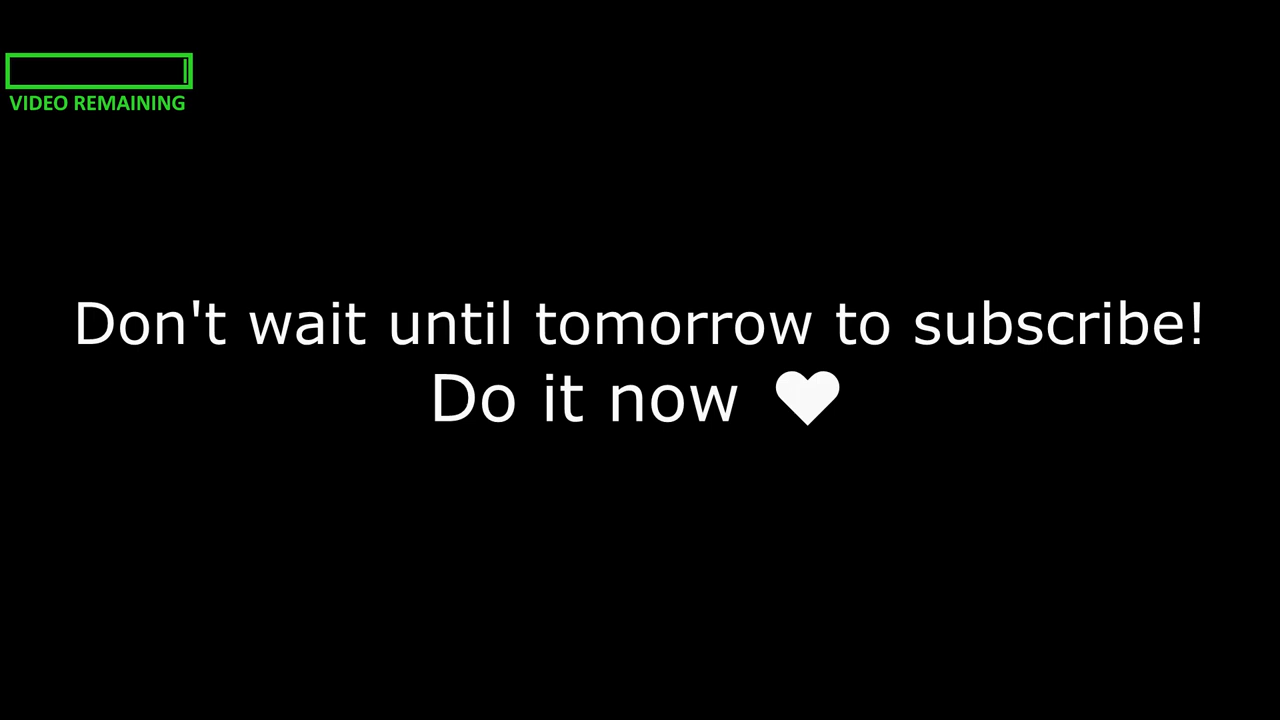 VIDEO REMAINING
Don't wait until tomorrow to subscribe!
Do it now ♥